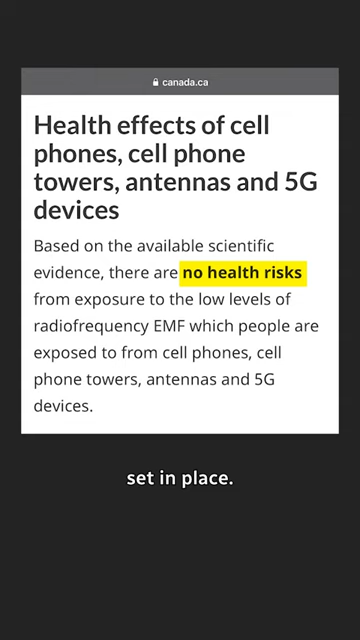 canada.ca
Health effects of cell
phones, cell phone
towers, antennas and 5G
devices
Based on the available scientific
evidence, there are no health risks
from exposure to the low levels of
radiofrequency EMF which people are
exposed to from cell phones, cell
phone towers, antennas and 5G
devices.
set in place.